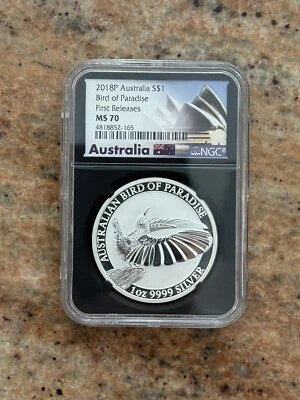 2018P Australia S$1
Bird of Paradise
First Releases
MS 70
4818852-165
Australia
NGC
AUSTRALIAN BIRD OF PARADISE
1oz 9999 SILVER